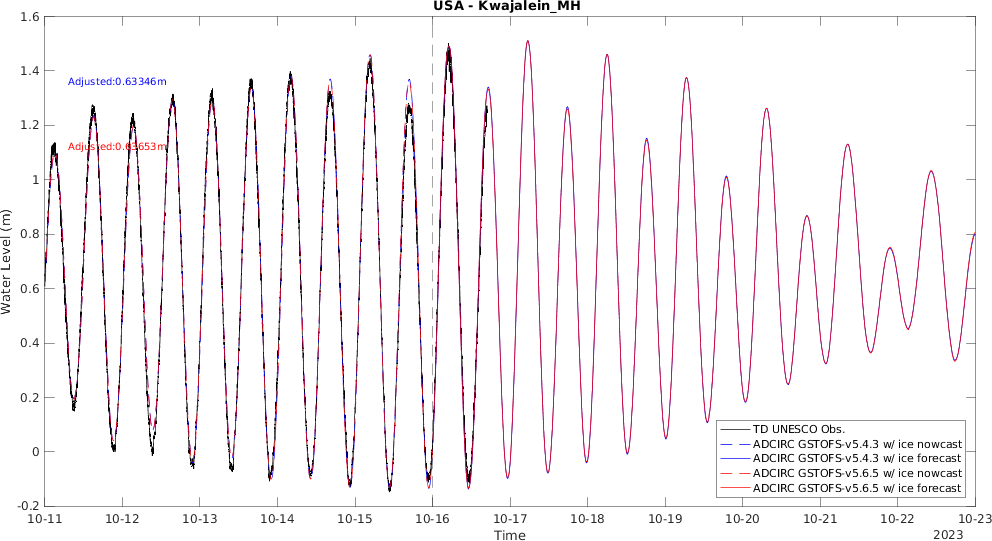 USA - Kwajalein_MH
1.6
1.4
1.2
1
0.8
0.6
0.4
0.2
0
-0.2
Water Level (m)
Adjusted:0.63346m
Adjusted:0.63653m
TD UNESCO Obs.
ADCIRC GSTOFS-v5.4.3 w/ ice nowcast
ADCIRC GSTOFS-v5.4.3 w/ ice forecast
ADCIRC GSTOFS-v5.6.5 w/ ice nowcast
ADCIRC GSTOFS-v5.6.5 w/ ice forecast
10-11 10-12 10-13 10-14 10-15 10-16 10-17 10-18 10-19 10-20 10-21 10-22 10-23
Time
2023